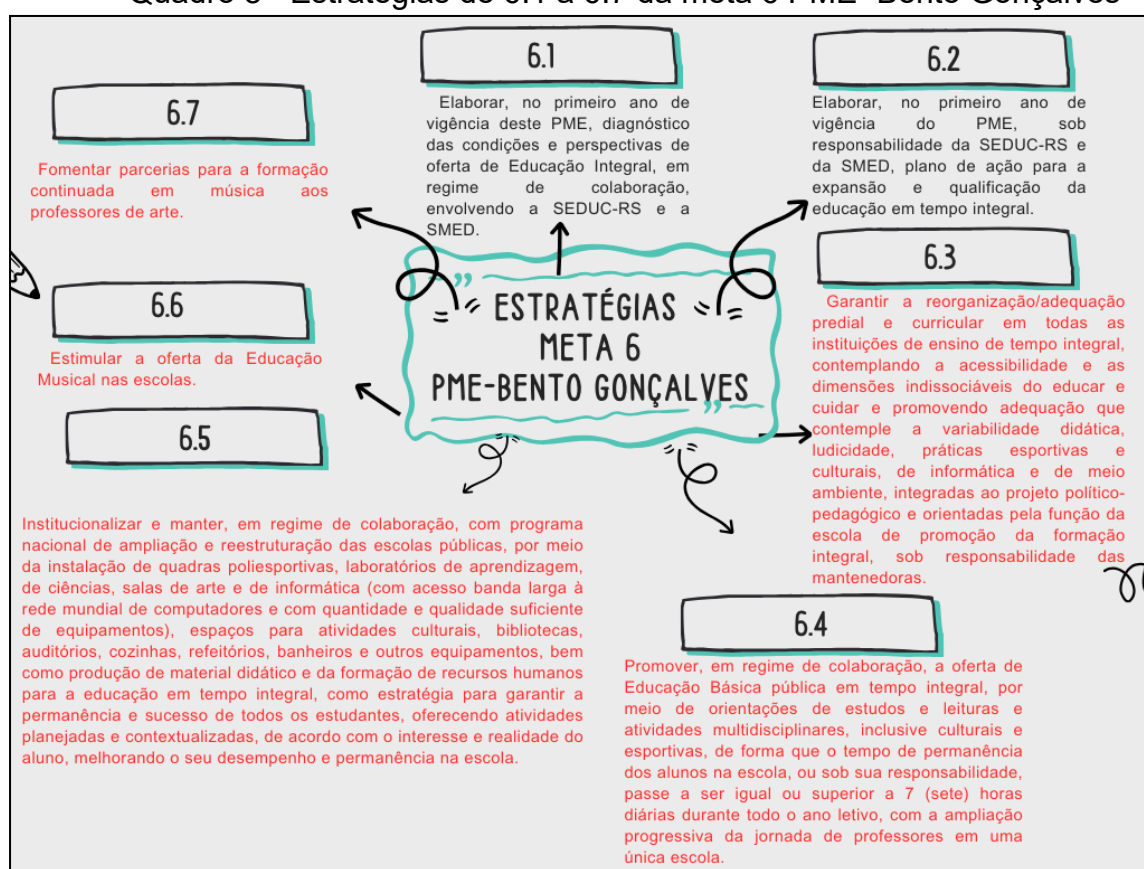 Quadro - Estratégias de 6.1 a 6.7 da meta 6 PME- Bento Gonçalves
6.1
Elaborar, no primeiro ano de
vigência deste PME, diagnóstico
das condições e perspectivas de
oferta de Educação Integral, em
regime de colaboração,
envolvendo a SEDUC-RS e a
SMED.
6.2
Elaborar, no primeiro ano de
vigência do PME, sob
responsabilidade da SEDUC-RS e
da SMED, plano de ação para a
expansão e qualificação da
educação em tempo integral.
6.7
Fomentar parcerias para a formação
continuada em música aos
professores de arte.
ESTRATÉGIAS
META 6
PME-BENTO GONÇALVES
6.3
Garantir a reorganização/adequação
predial e curricular em todas as
instituições de ensino de tempo integral,
contemplando a acessibilidade e as
dimensões indissociáveis do educar e
cuidar e promovendo adequação que
contemple a variabilidade didática,
ludicidade, práticas esportivas e
culturais, de informática e de meio
ambiente, integradas ao projeto político-
pedagógico e orientadas pela função da
escola de promoção da formação
integral, sob responsabilidade das
mantenedoras.
6.6
Estimular a oferta da Educação
Musical nas escolas.
6.5
Institucionalizar e manter, em regime de colaboração, com programa
nacional de ampliação e reestruturação das escolas públicas, por meio
da instalação de quadras poliesportivas, laboratórios de aprendizagem,
de ciências, salas de arte e de informática (com acesso banda larga à
rede mundial de computadores e com quantidade e qualidade suficiente
de equipamentos), espaços para atividades culturais, bibliotecas,
auditórios, cozinhas, refeitórios, banheiros e outros equipamentos, bem
como produção de material didático e da formação de recursos humanos
para a educação em tempo integral, como estratégia para garantir a
permanência e sucesso de todos os estudantes, oferecendo atividades
planejadas e contextualizadas, de acordo com o interesse e realidade do
aluno, melhorando o seu desempenho e permanência na escola.
6.4
Promover, em regime de colaboração, a oferta de
Educação Básica pública em tempo integral, por
meio de orientações de estudos e leituras e
atividades multidisciplinares, inclusive culturais e
esportivas, de forma que o tempo de permanência
dos alunos na escola, ou sob sua responsabilidade,
passe a ser igual ou superior a 7 (sete) horas
diárias durante todo o ano letivo, com a ampliação
progressiva da jornada de professores em uma
única escola.